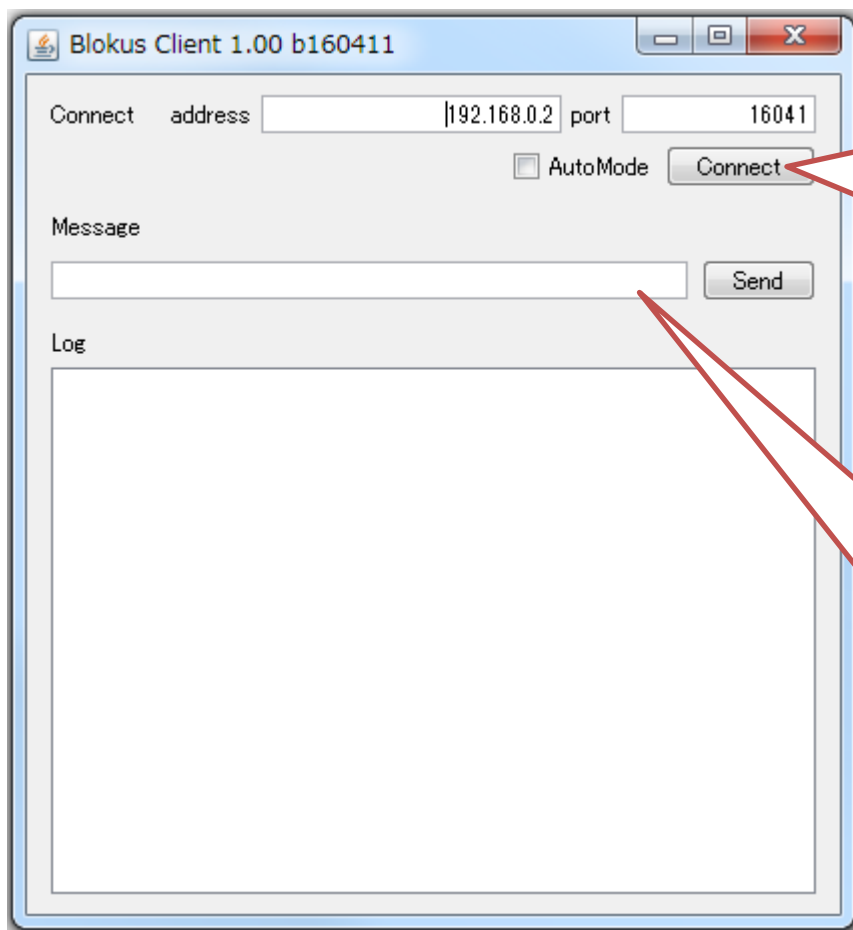 Blokus Client 1.00 b160411
Connect address 192.168.0.2 port 16041
AutoMode Connect
Message
Send
Log